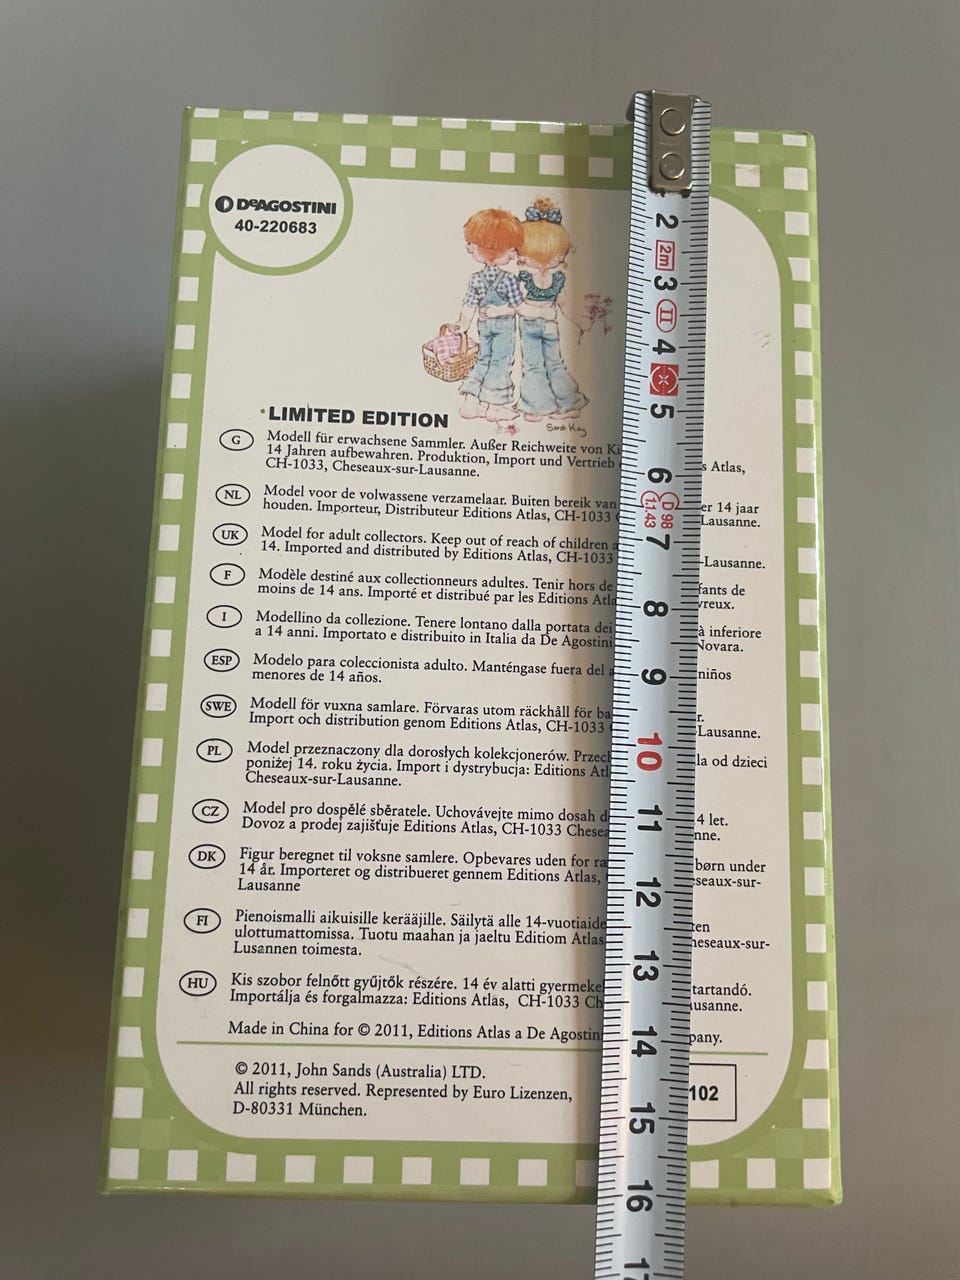 DeAGOSTINI
40-220683
Sarah Kay
LIMITED EDITION
G Modell für erwachsene Sammler. Außer Reichweite von Ki
14 Jahren aufbewahren. Produktion, Import und Vertrieb s Atlas,
CH-1033, Cheseaux-sur-Lausanne.
NL Model voor de volwassene verzamelaar. Buiten bereik van er 14 jaar
houden. Importeur, Distributeur Editions Atlas, CH-1033 Lausanne.
UK Model for adult collectors. Keep out of reach of children
14. Imported and distributed by Editions Atlas, CH-1033 -Lausanne.
F Modèle destiné aux collectionneurs adultes. Tenir hors de fants de
moins de 14 ans. Importé et distribué par les Editions Atla vreux.
I Modellino da collezione. Tenere lontano dalla portata dei à inferiore
a 14 anni. Importato e distribuito in Italia da De Agostini Novara.
ESP Modelo para coleccionista adulto. Manténgase fuera del a niños
menores de 14 años.
SWE Modell för vuxna samlare. Förvaras utom räckhåll för ba r.
Import och distribution genom Editions Atlas, CH-1033 Lausanne.
PL Model przeznaczony dla dorosłych kolekcjonerów. Przech la od dzieci
poniżej 14. roku życia. Import i dystrybucja: Editions Atl
Cheseaux-sur-Lausanne.
CZ Model pro dospělé sběratele. Uchovávejte mimo dosah d 4 let.
Dovoz a prodej zajišťuje Editions Atlas, CH-1033 Chesea nne.
DK Figur beregnet til voksne samlere. Opbevares uden for ræ børn under
14 år. Importeret og distribueret gennem Editions Atlas, eseaux-sur-
Lausanne
FI Pienoismalli aikuisille kerääjille. Säilytä alle 14-vuotiaide ten
ulottumattomissa. Tuotu maahan ja jaeltu Editiom Atlas heseaux-sur-
Lusannen toimesta.
HU Kis szobor felnőtt gyűjtők részére. 14 év alatti gyermeke tartandó.
Importálja és forgalmazza: Editions Atlas, CH-1033 Ch usanne.
Made in China for © 2011, Editions Atlas a De Agostin pany.
© 2011, John Sands (Australia) LTD.
All rights reserved. Represented by Euro Lizenzen,
D-80331 München.
102
2
2m
3
II
4
5
6
D 98
1.1.43
7
8
9
10
11
12
13
14
15
16
17